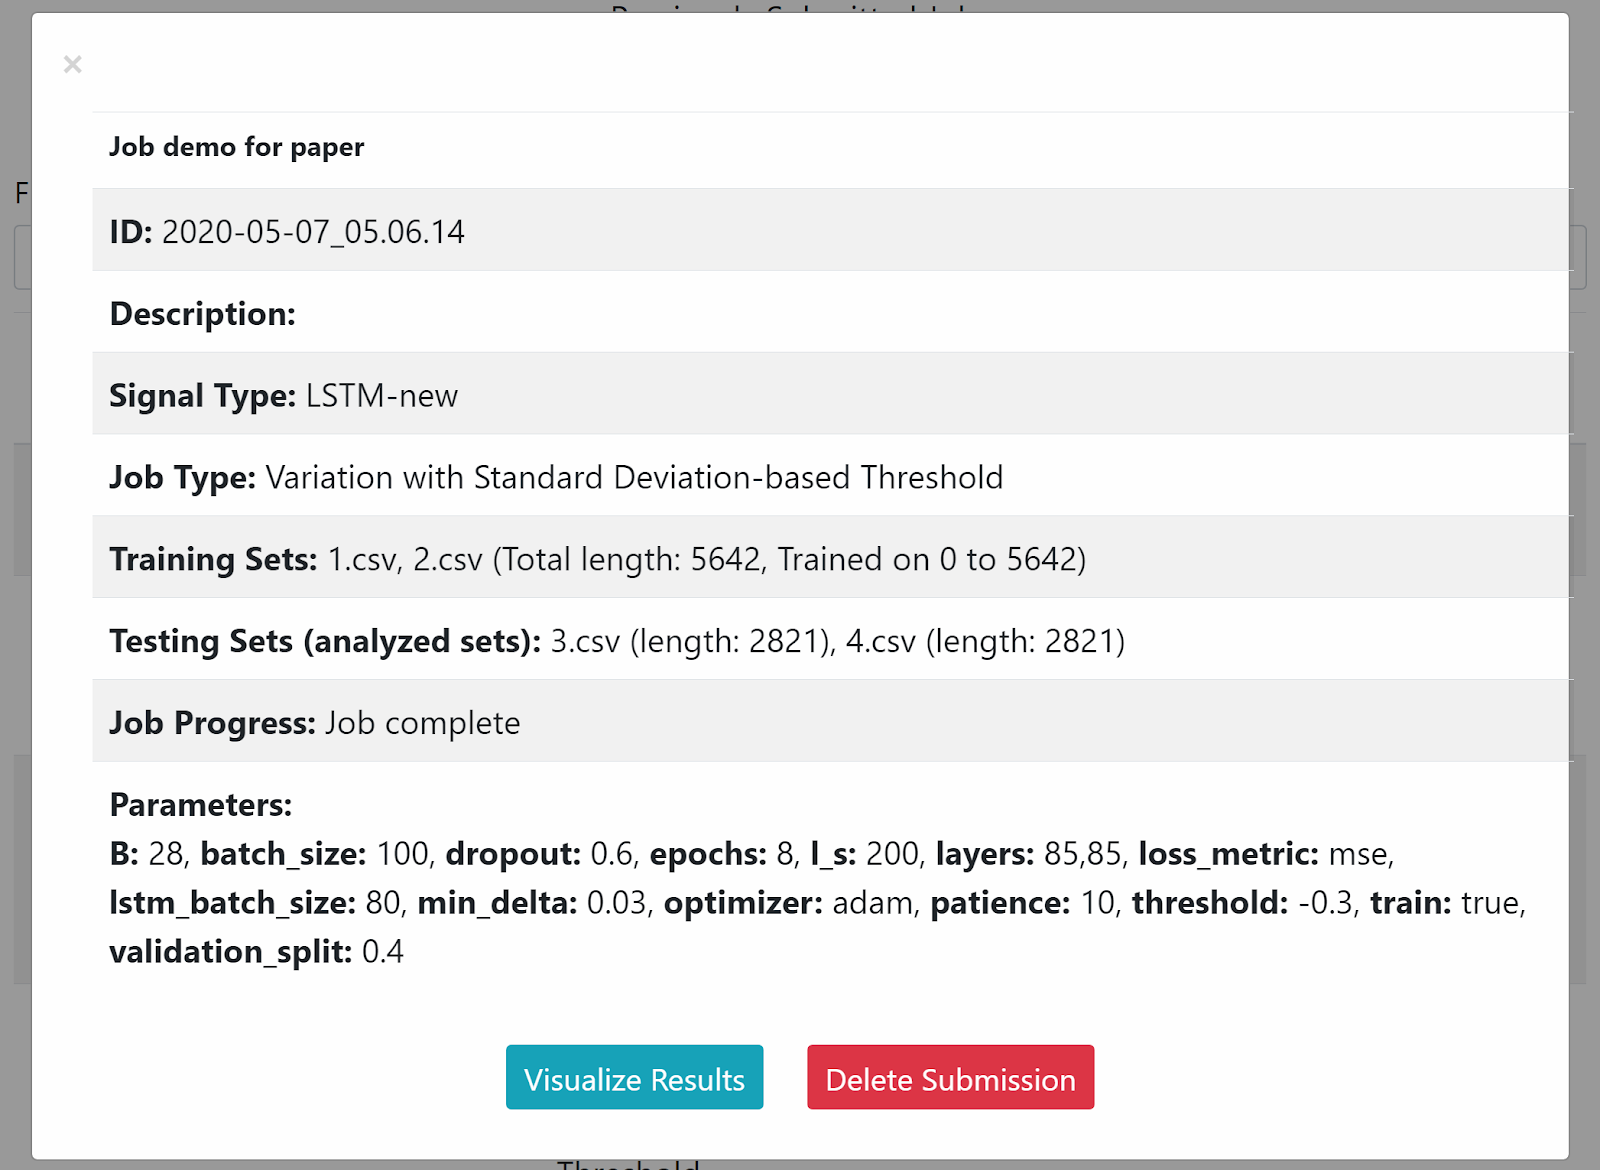 ×
Job demo for paper
ID: 2020-05-07_05.06.14
Description:
Signal Type: LSTM-new
Job Type: Variation with Standard Deviation-based Threshold
Training Sets: 1.csv, 2.csv (Total length: 5642, Trained on 0 to 5642)
Testing Sets (analyzed sets): 3.csv (length: 2821), 4.csv (length: 2821)
Job Progress: Job complete
Parameters:
B: 28, batch_size: 100, dropout: 0.6, epochs: 8, l_s: 200, layers: 85,85, loss_metric: mse,
lstm_batch_size: 80, min_delta: 0.03, optimizer: adam, patience: 10, threshold: -0.3, train: true,
validation_split: 0.4
Visualize Results Delete Submission
Threshold